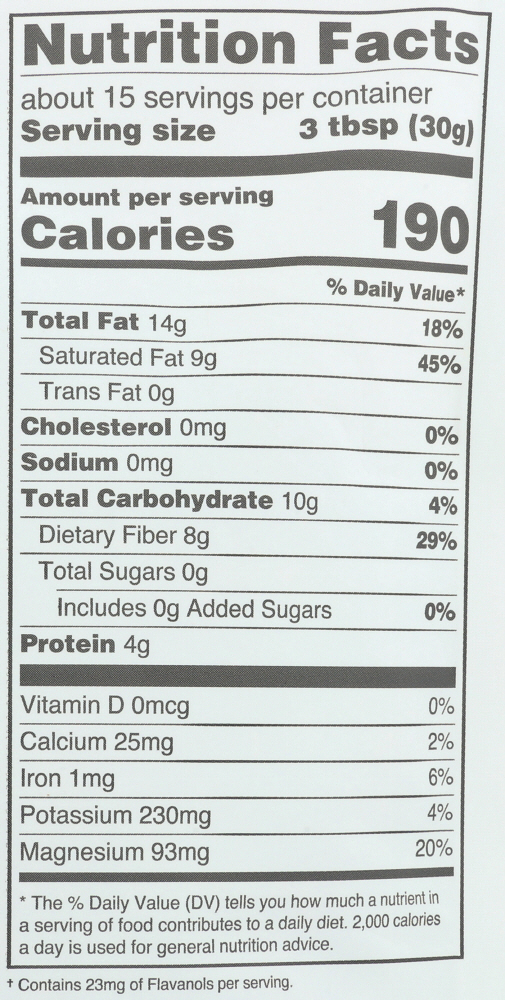 Nutrition Facts
about 15 servings per container
Serving size 3 tbsp (30g)
Amount per serving
Calories 190
% Daily Value*
Total Fat 14g 18%
Saturated Fat 9g 45%
Trans Fat 0g
Cholesterol 0mg 0%
Sodium 0mg 0%
Total Carbohydrate 10g 4%
Dietary Fiber 8g 29%
Total Sugars 0g
Includes 0g Added Sugars 0%
Protein 4g
Vitamin D 0mcg 0%
Calcium 25mg 2%
Iron 1mg 6%
Potassium 230mg 4%
Magnesium 93mg 20%
* The % Daily Value (DV) tells you how much a nutrient in
a serving of food contributes to a daily diet. 2,000 calories
a day is used for general nutrition advice.
† Contains 23mg of Flavanols per serving.